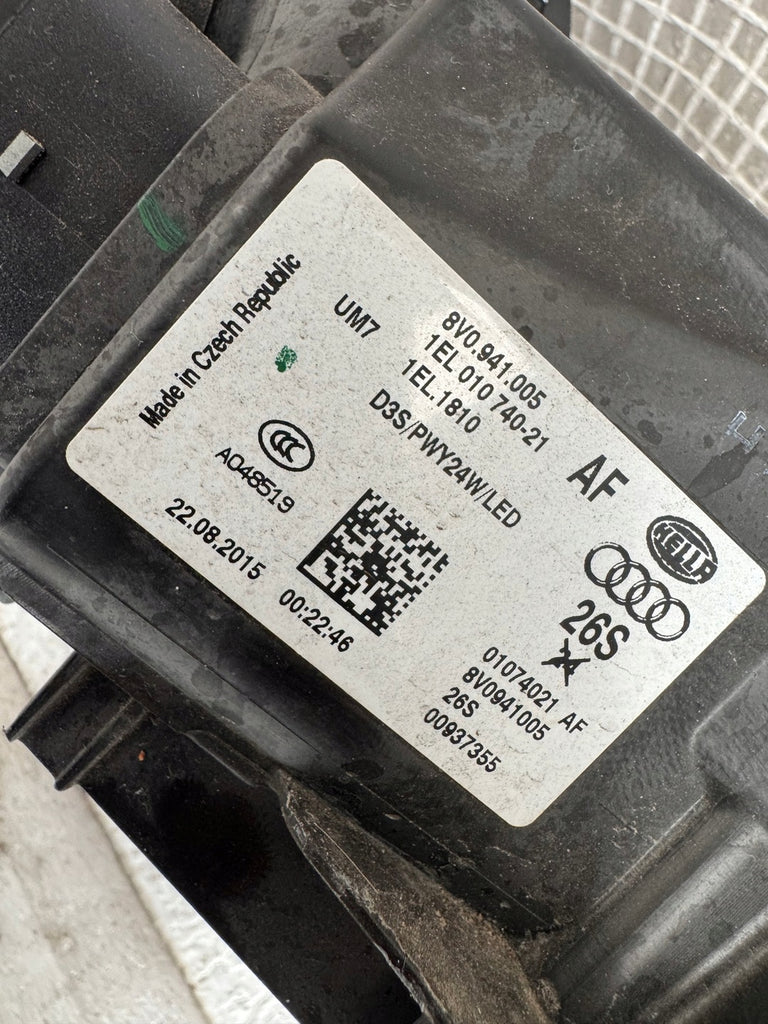 Made in Czech Republic
UM7
8V0.941.005
1EL 010 740-21
1EL.1810
D3S/PWY24W/LED
AF
CCC
A048519
22.08.2015 00:22:46
HELLA
26S
01074021 AF
8V0941005
26S
00937355